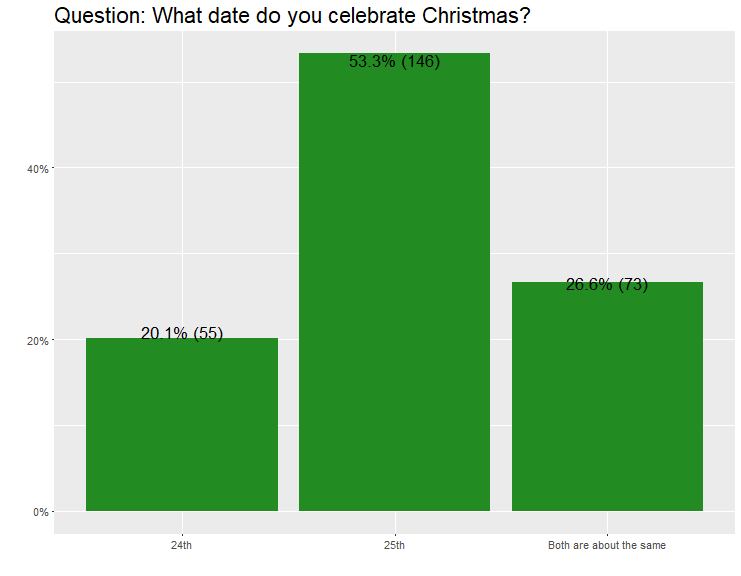 Question: What date do you celebrate Christmas?
53.3% (146)
40%
26.6% (73)
20.1% (55)
20%
0%
24th
25th
Both are about the same